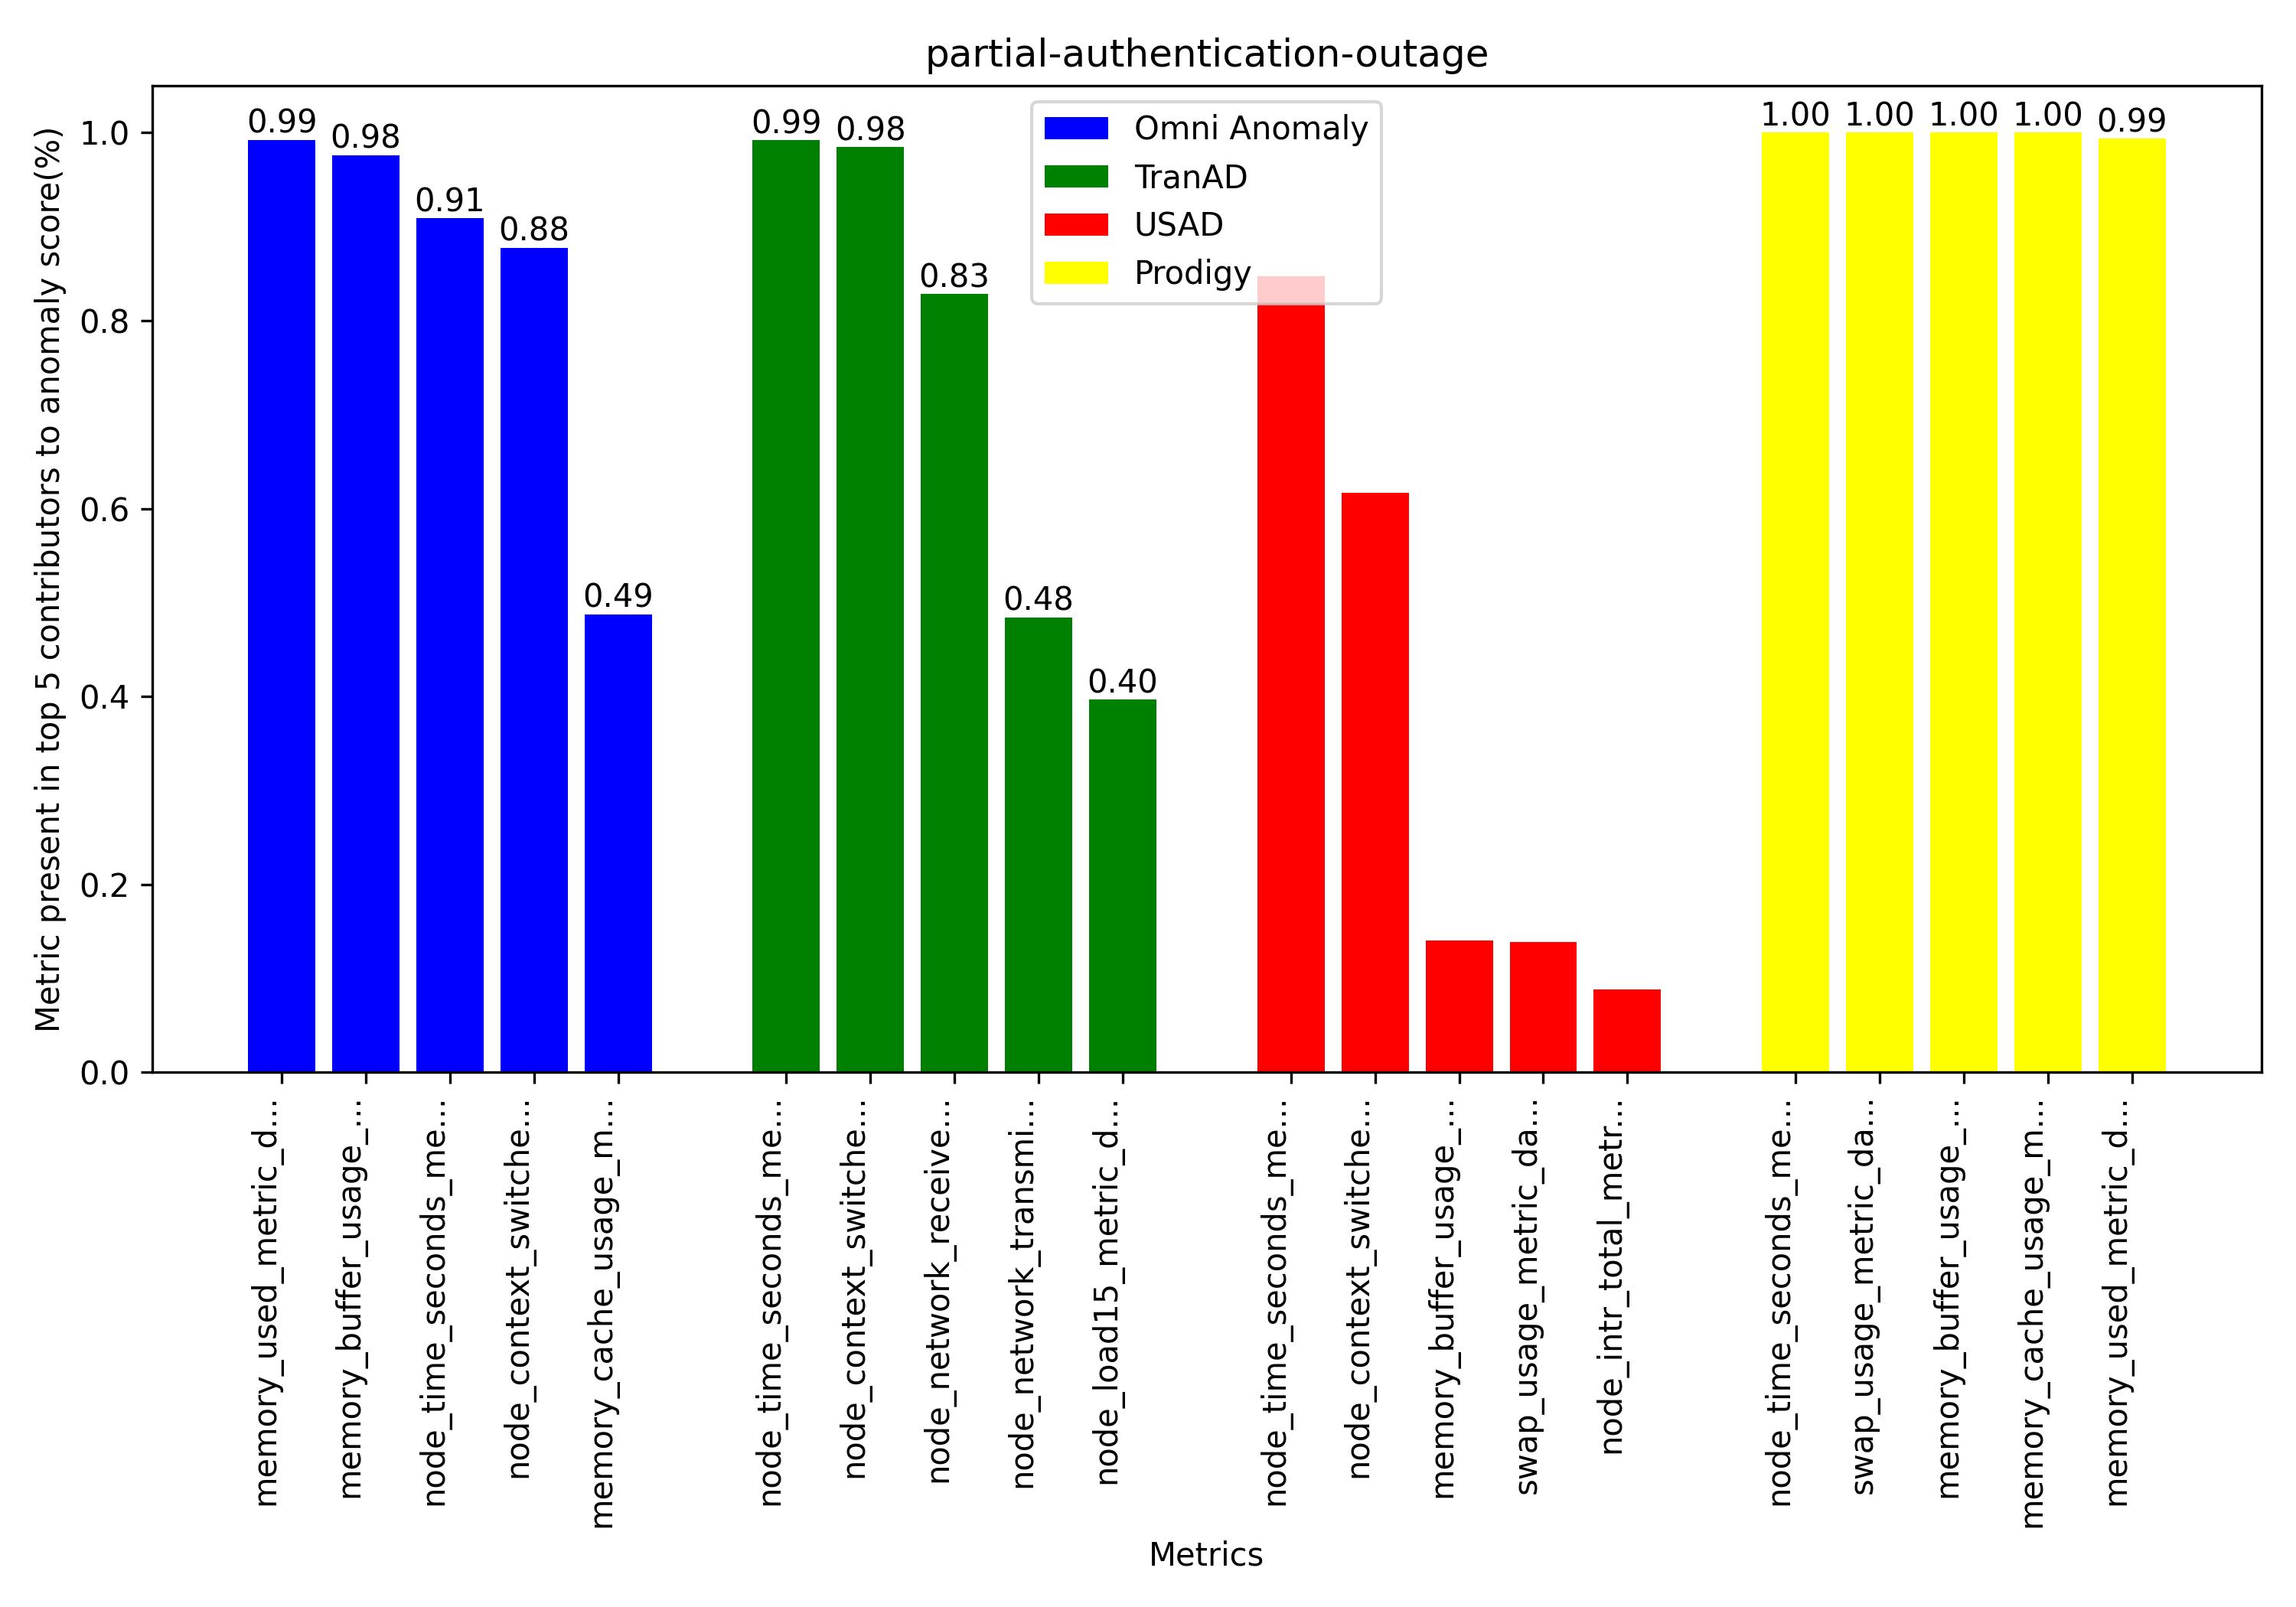 partial-authentication-outage
Metric present in top 5 contributors to anomaly score(%)
1.0
0.8
0.6
0.4
0.2
0.0
0.99
0.98
0.91
0.88
0.49
0.99
0.98
0.83
0.48
0.40
1.00
1.00
1.00
1.00
0.99
Omni Anomaly
TranAD
USAD
Prodigy
memory_used_metric_d...
memory_buffer_usage_...
node_time_seconds_me...
node_context_switche...
memory_cache_usage_m...
node_time_seconds_me...
node_context_switche...
node_network_receive...
node_network_transmi...
node_load15_metric_d...
node_time_seconds_me...
node_context_switche...
memory_buffer_usage_...
swap_usage_metric_da...
node_intr_total_metr...
node_time_seconds_me...
swap_usage_metric_da...
memory_buffer_usage_...
memory_cache_usage_m...
memory_used_metric_d...
Metrics